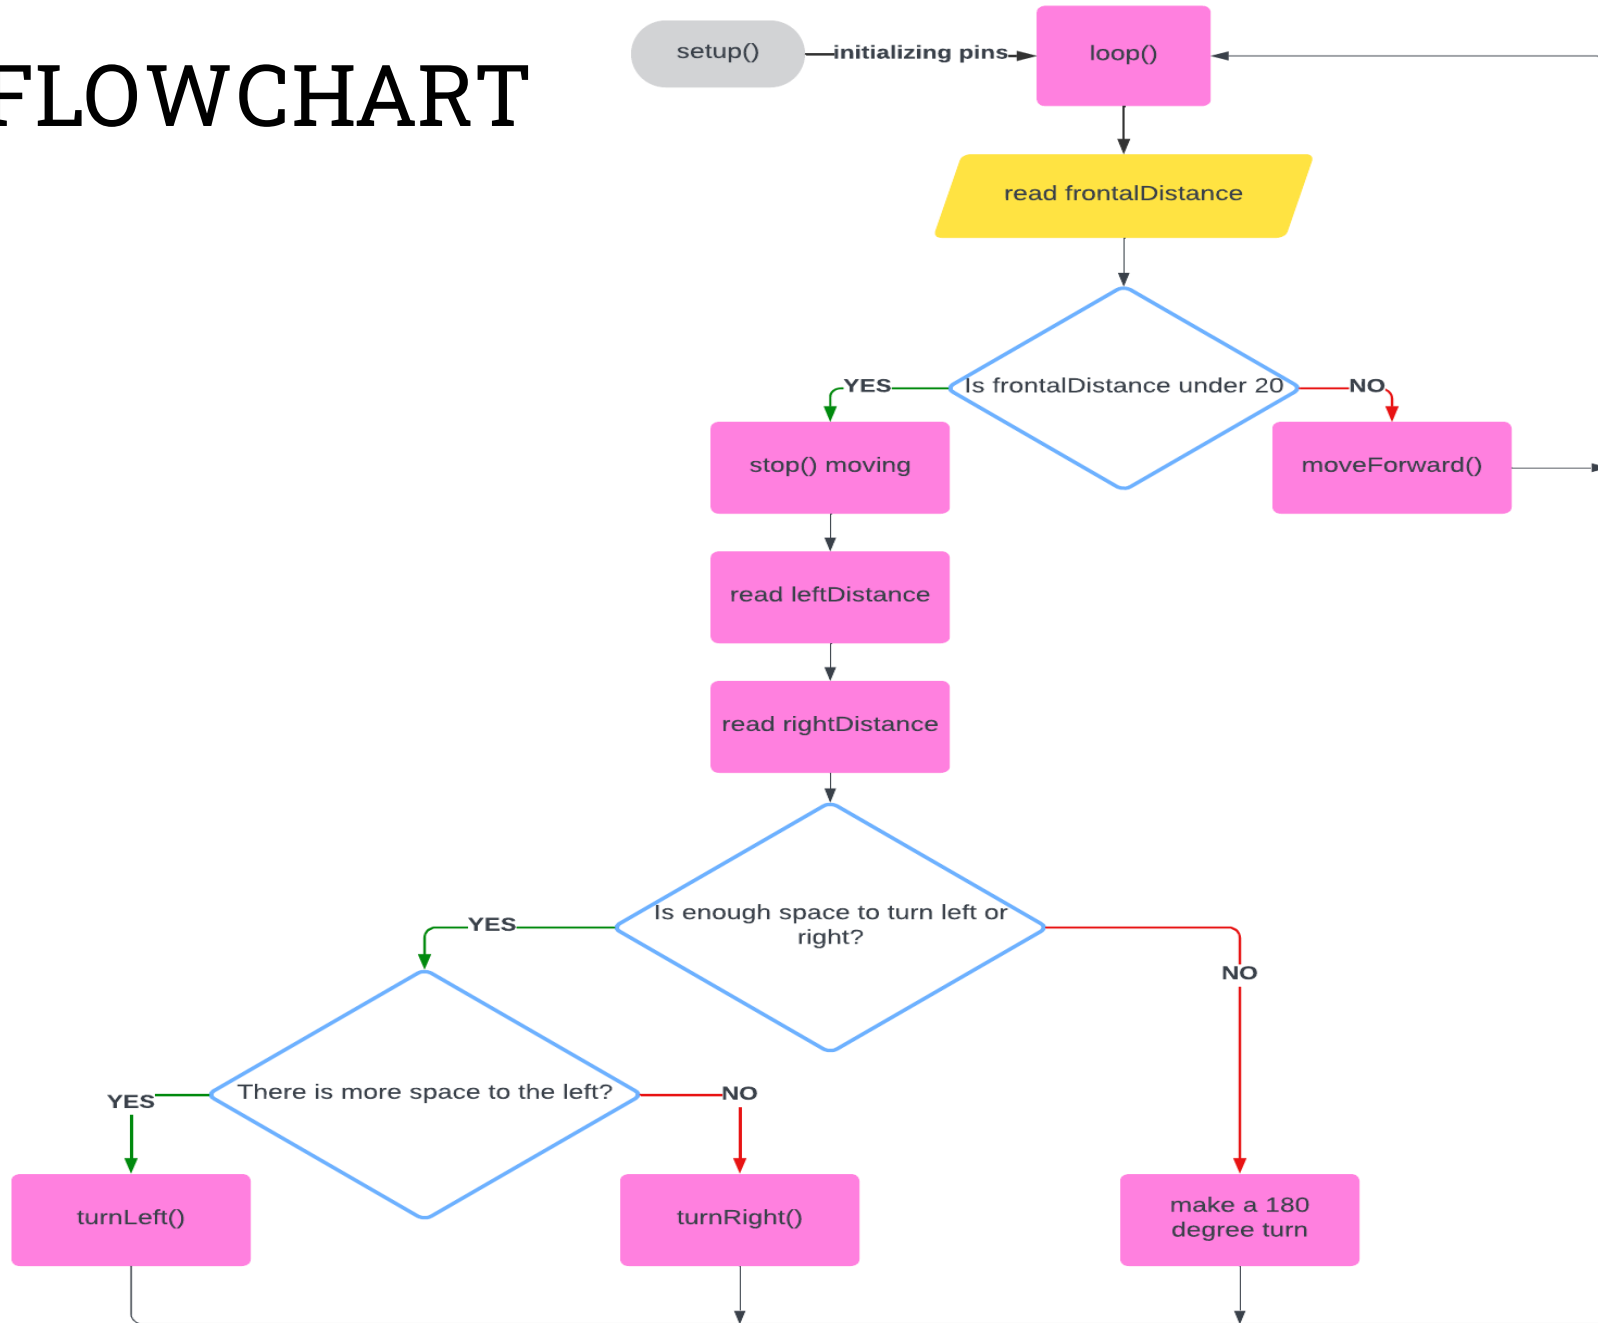 FLOWCHART
setup()
initializing pins
loop()
read frontalDistance
Is frontalDistance under 20
YES
NO
stop() moving
moveForward()
read leftDistance
read rightDistance
Is enough space to turn left or
right?
YES
NO
There is more space to the left?
YES
NO
turnLeft()
turnRight()
make a 180
degree turn